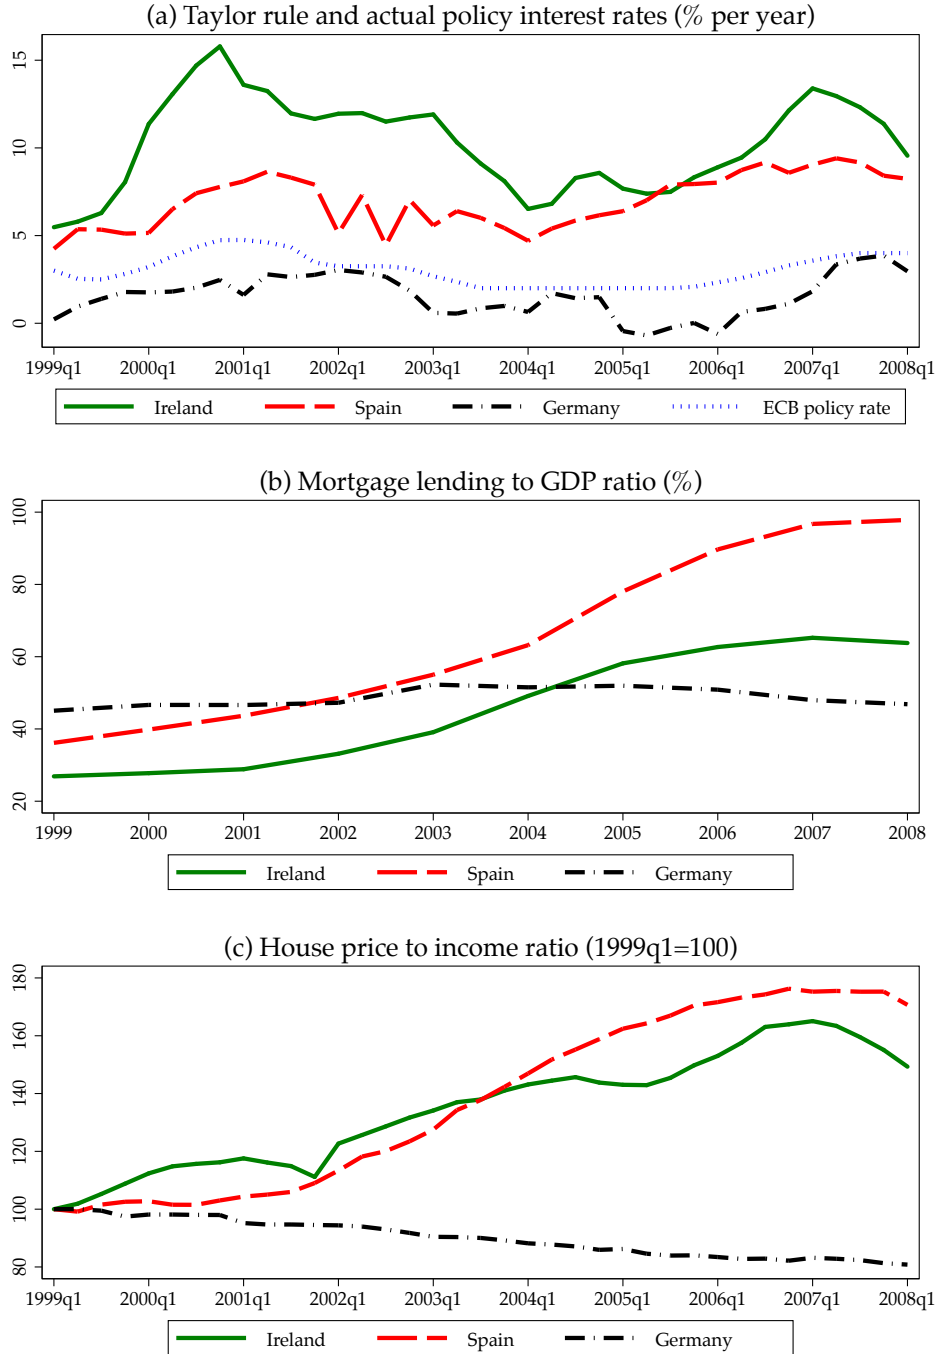 (a) Taylor rule and actual policy interest rates (% per year)
15
10
5
0
1999q1 2000q1 2001q1 2002q1 2003q1 2004q1 2005q1 2006q1 2007q1 2008q1
Ireland Spain Germany ECB policy rate
(b) Mortgage lending to GDP ratio (%)
100
80
60
40
20
1999 2000 2001 2002 2003 2004 2005 2006 2007 2008
Ireland Spain Germany
(c) House price to income ratio (1999q1=100)
180
160
140
120
100
80
1999q1 2000q1 2001q1 2002q1 2003q1 2004q1 2005q1 2006q1 2007q1 2008q1
Ireland Spain Germany